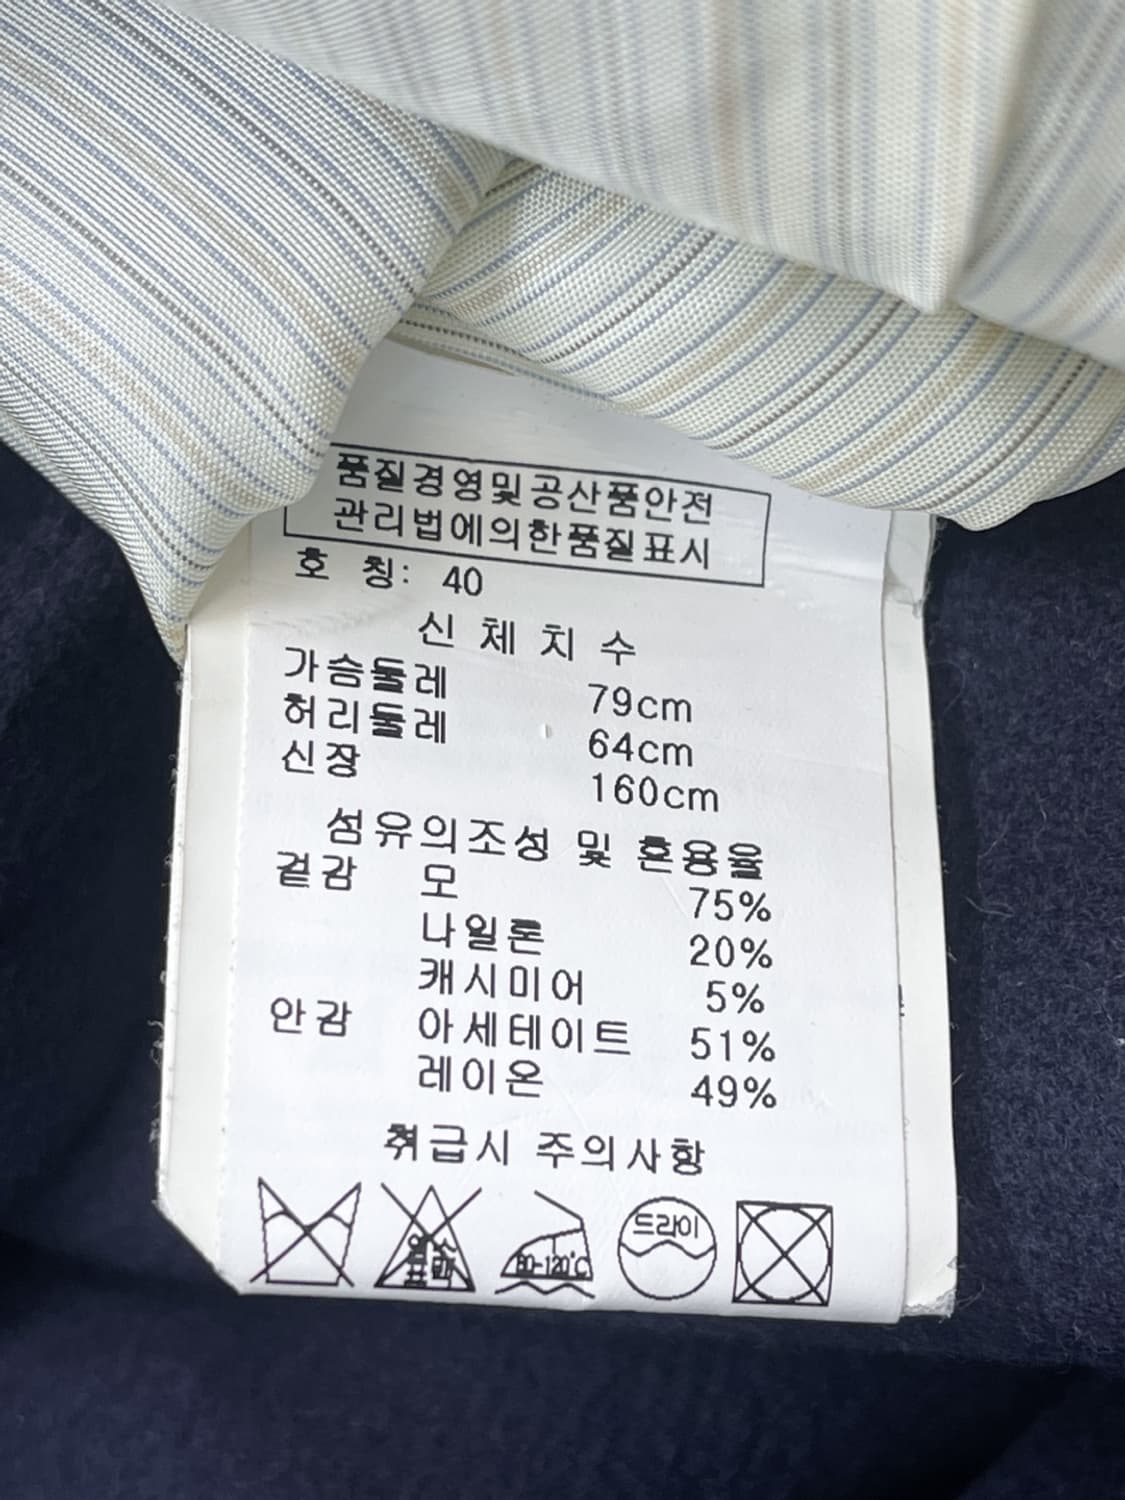 품질경영및공산품안전
관리법에의한품질표시
호 칭: 40
신 체 치 수
가슴둘레 79cm
허리둘레 64cm
신장 160cm
섬유의조성 및 혼용율
겉감 모 75%
나일론 20%
캐시미어 5%
안감 아세테이트 51%
레이온 49%
취급시 주의사항
염소
표백
80-120℃
드라이